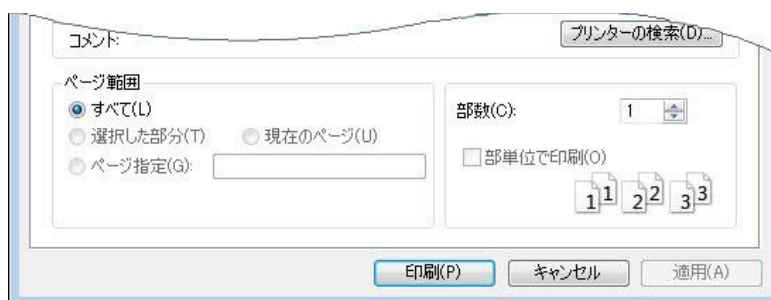 コメント:
プリンターの検索(D)...
ページ範囲
すべて(L)
選択した部分(T) 現在のページ(U)
ページ指定(G):
部数(C): 1
部単位で印刷(O)
1 1 2 2 3 3
印刷(P) キャンセル 適用(A)